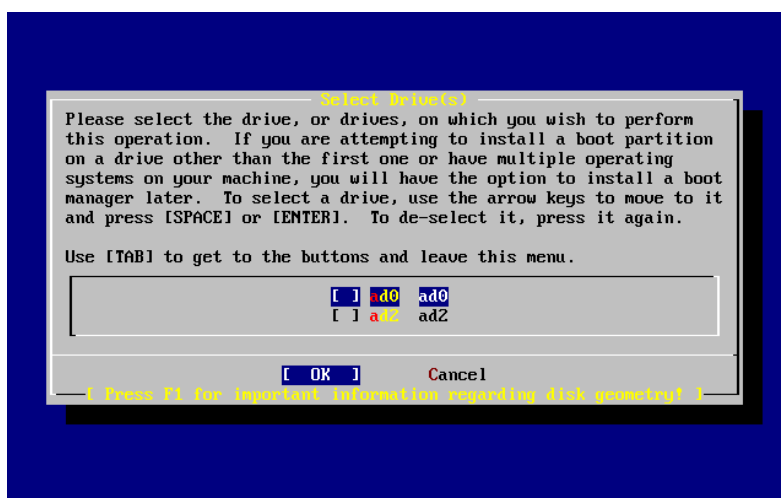 Select Drive(s)
Please select the drive, or drives, on which you wish to perform
this operation.  If you are attempting to install a boot partition
on a drive other than the first one or have multiple operating
systems on your machine, you will have the option to install a boot
manager later.  To select a drive, use the arrow keys to move to it
and press [SPACE] or [ENTER].  To de-select it, press it again.
Use [TAB] to get to the buttons and leave this menu.
[ ] ad0  ad0
[ ] ad2  ad2
[  OK  ]  Cancel
[ Press F1 for important information regarding disk geometry! ]